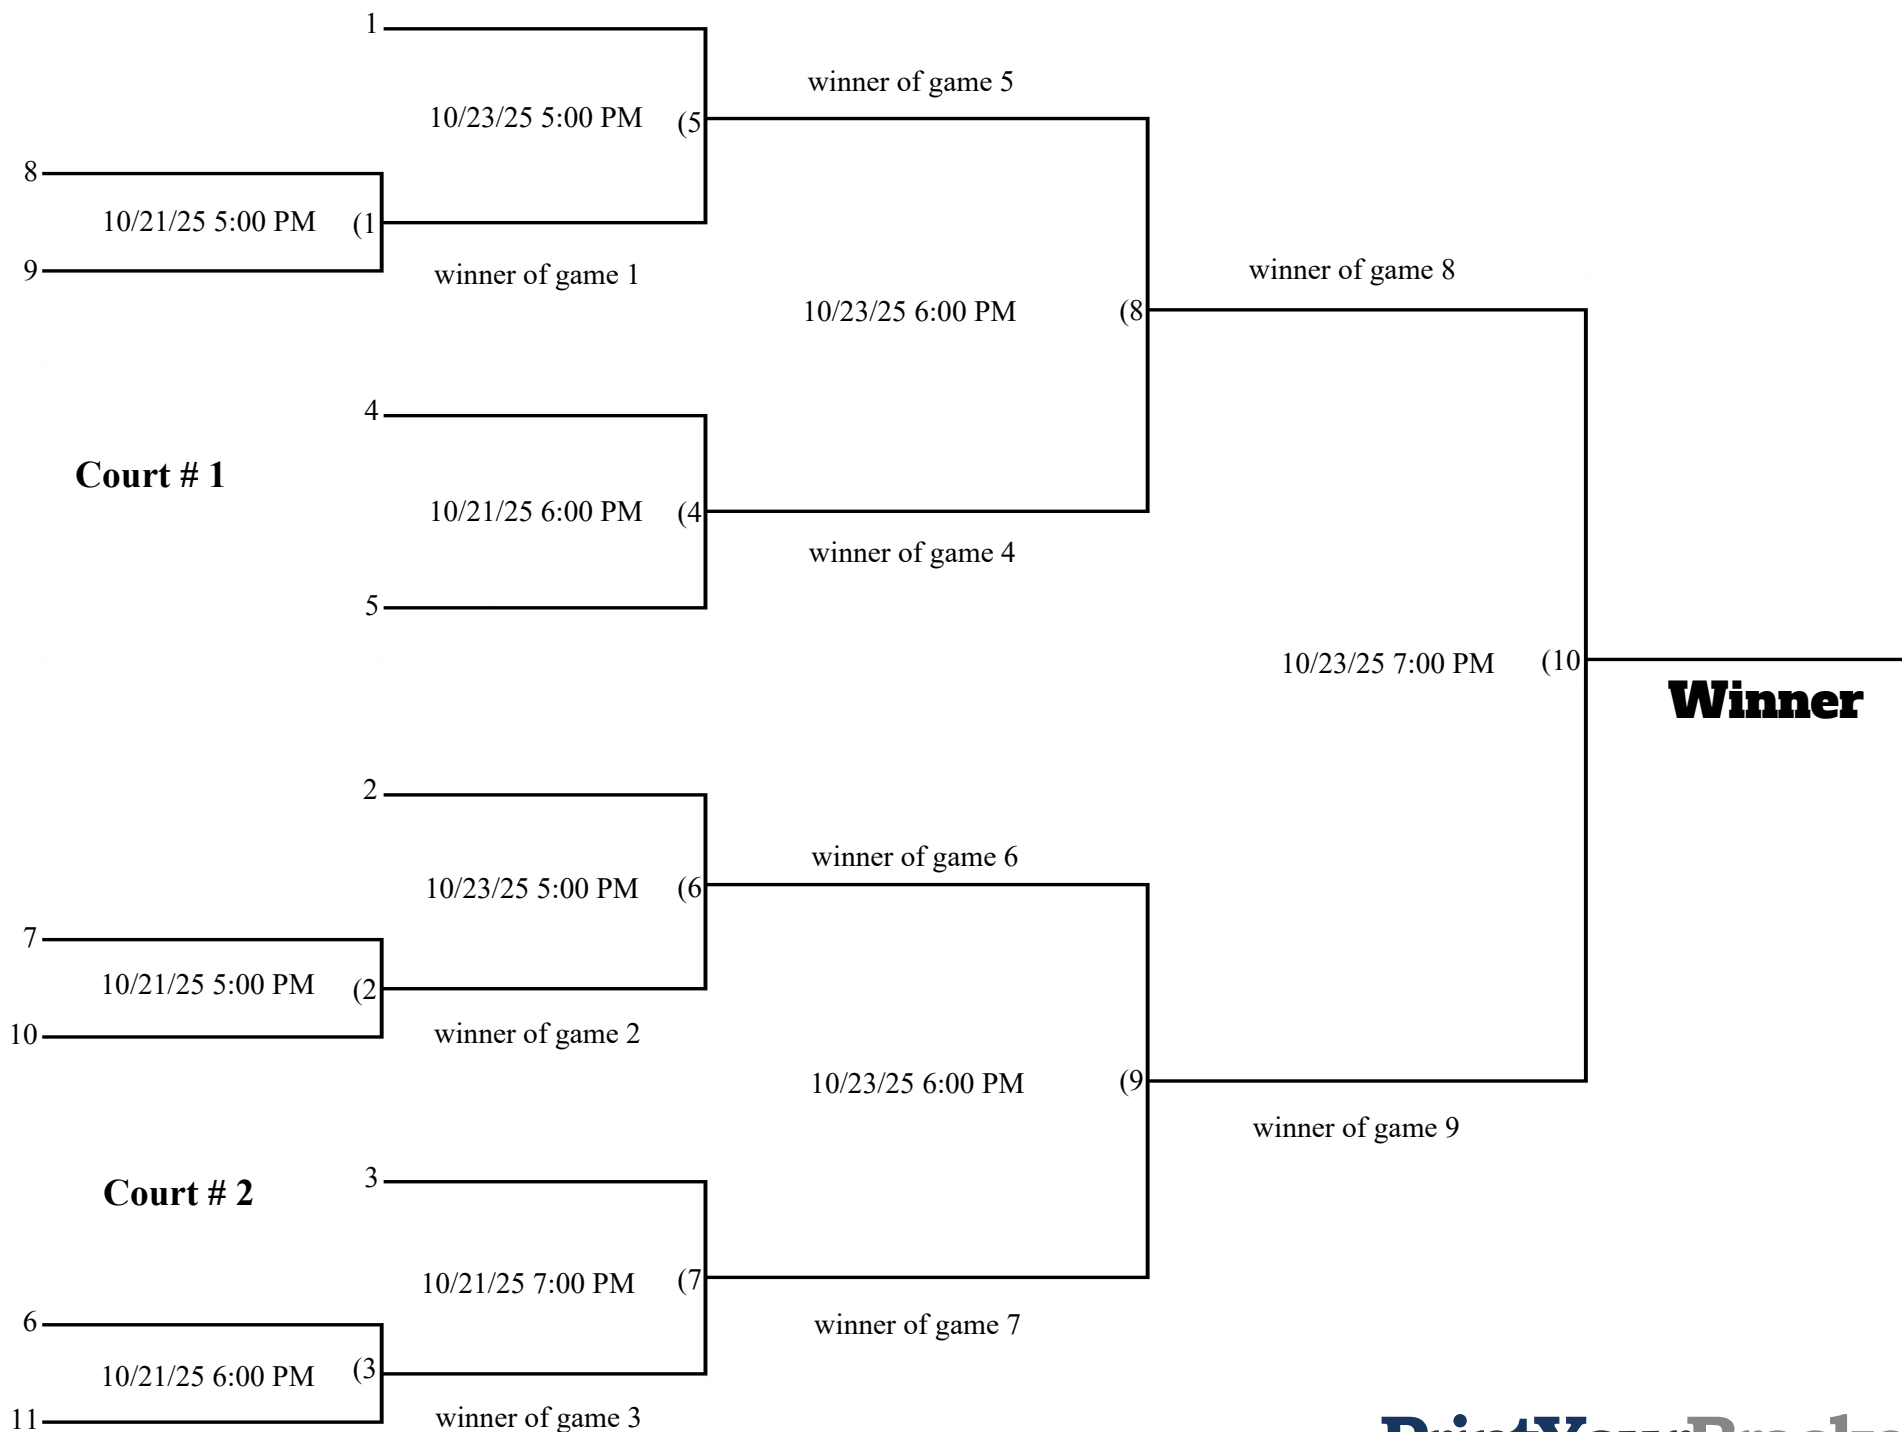 1
winner of game 5
10/23/25 5:00 PM (5
8
10/21/25 5:00 PM (1
9
winner of game 1
winner of game 8
10/23/25 6:00 PM (8
4
Court # 1
10/21/25 6:00 PM (4
winner of game 4
5
10/23/25 7:00 PM (10
Winner
2
winner of game 6
10/23/25 5:00 PM (6
7
10/21/25 5:00 PM (2
10
winner of game 2
10/23/25 6:00 PM (9
winner of game 9
3
Court # 2
10/21/25 7:00 PM (7
winner of game 7
6
10/21/25 6:00 PM (3
11
winner of game 3